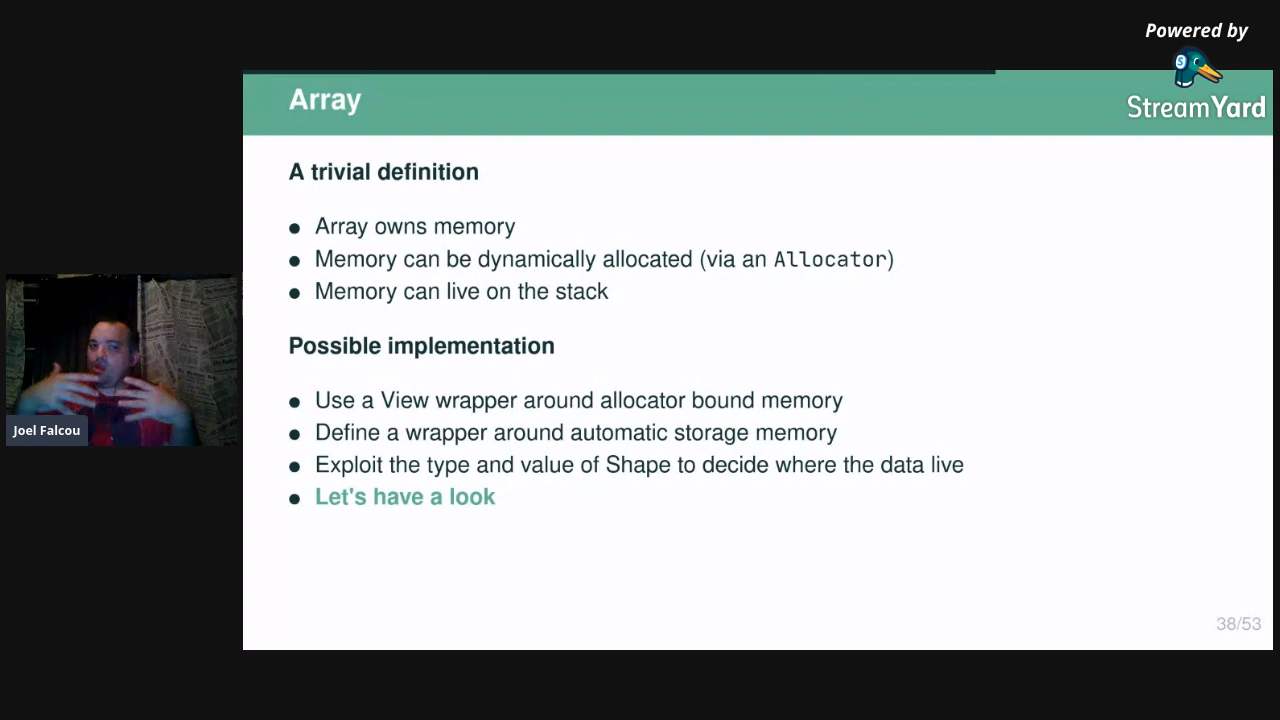 Powered by
StreamYard
Array
A trivial definition
● Array owns memory
● Memory can be dynamically allocated (via an Allocator)
● Memory can live on the stack
Possible implementation
● Use a View wrapper around allocator bound memory
● Define a wrapper around automatic storage memory
● Exploit the type and value of Shape to decide where the data live
● Let's have a look
Joel Falcou
38/53